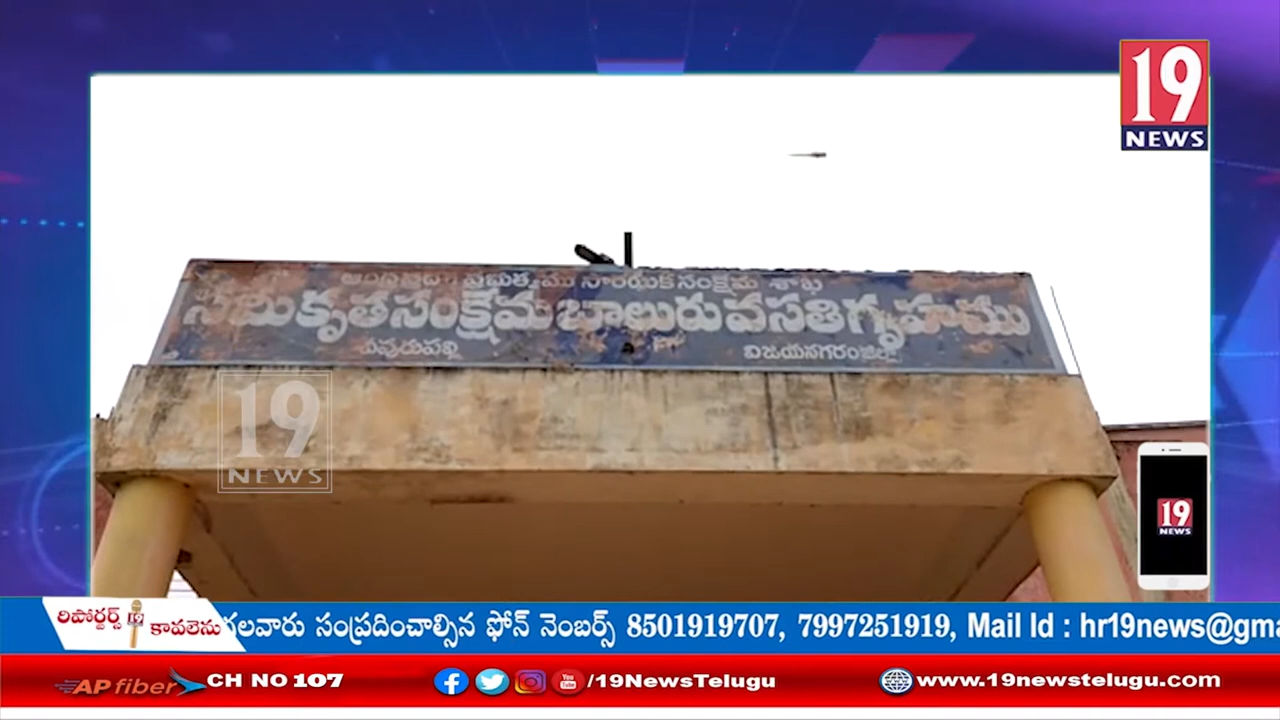 19
NEWS
ఆంధ్రప్రదేశ్ ప్రభుత్వము సాంఘిక సంక్షేమ శాఖ
సమీకృత సంక్షేమ బాలుర వసతి గృహము
విజయనగరం జిల్లా
19
NEWS
19
NEWS
రిపోర్టర్స్ 19 కావలెను
గలవారు సంప్రదించాల్సిన ఫోన్ నెంబర్స్ 8501919707, 7997251919, Mail Id : hr19news@gma
AP fiber CH NO 107
/19NewsTelugu
www.19newstelugu.com